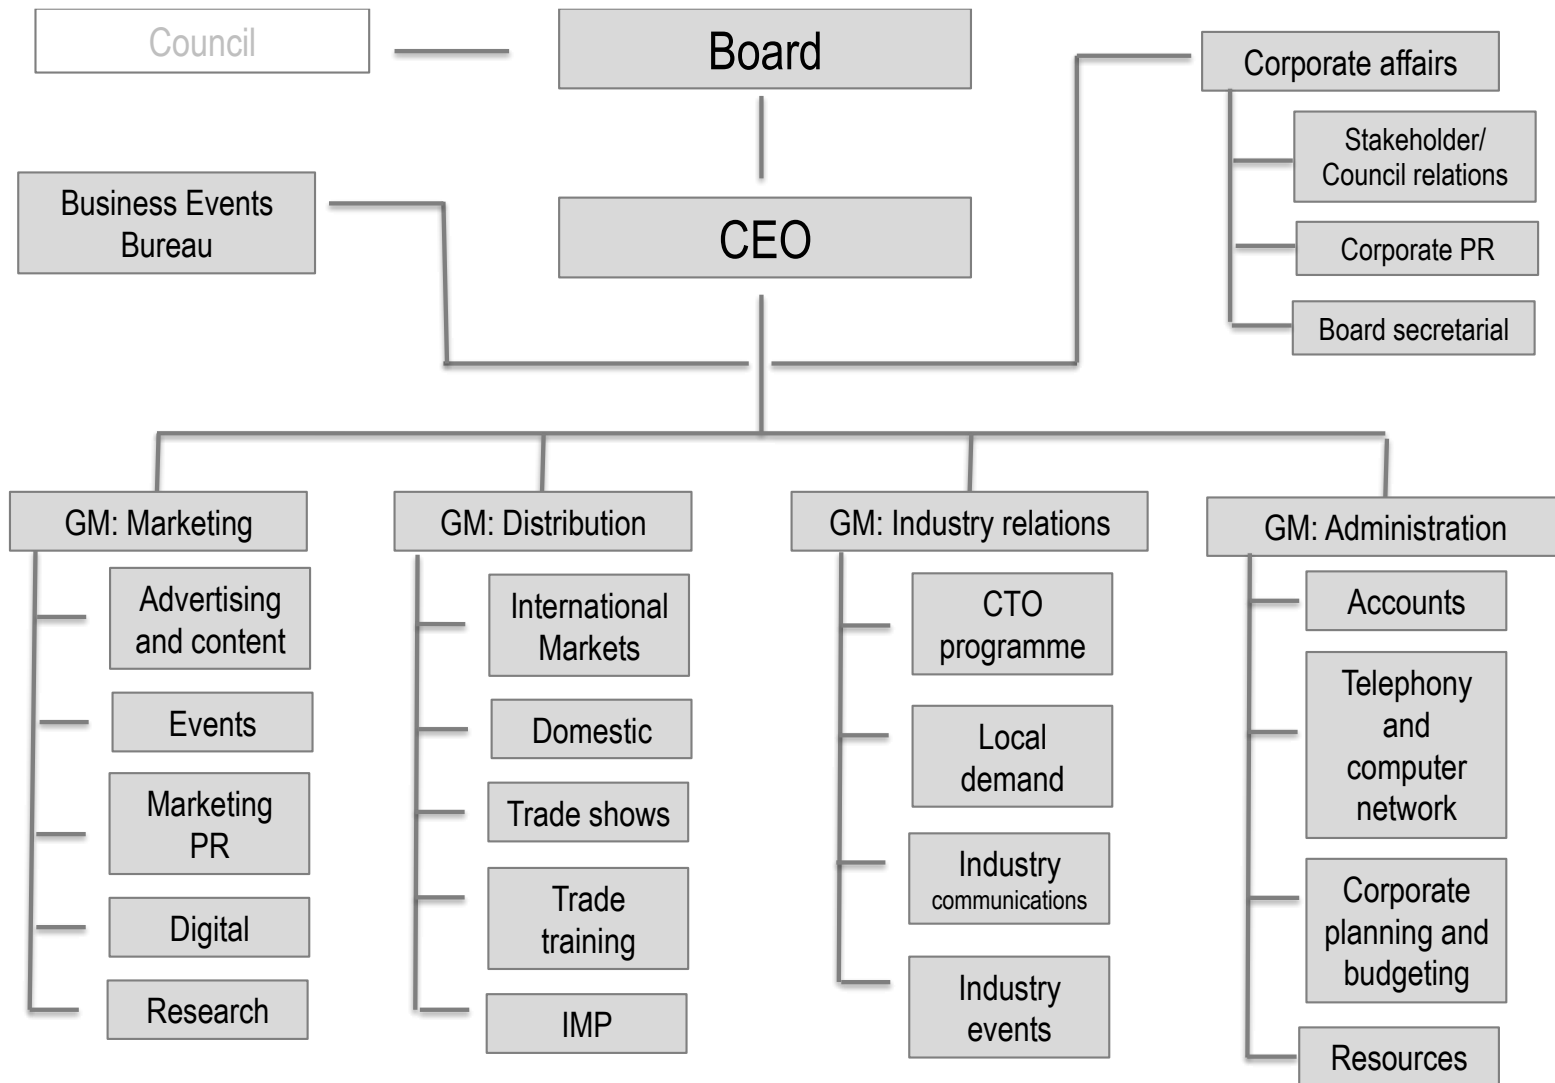 Council
Board
Corporate affairs
Stakeholder/
Council relations
Corporate PR
Board secretarial
Business Events
Bureau
CEO
GM: Marketing
Advertising
and content
Events
Marketing
PR
Digital
Research
GM: Distribution
International
Markets
Domestic
Trade shows
Trade
training
IMP
GM: Industry relations
CTO
programme
Local
demand
Industry
communications
Industry
events
GM: Administration
Accounts
Telephony
and
computer
network
Corporate
planning and
budgeting
Resources